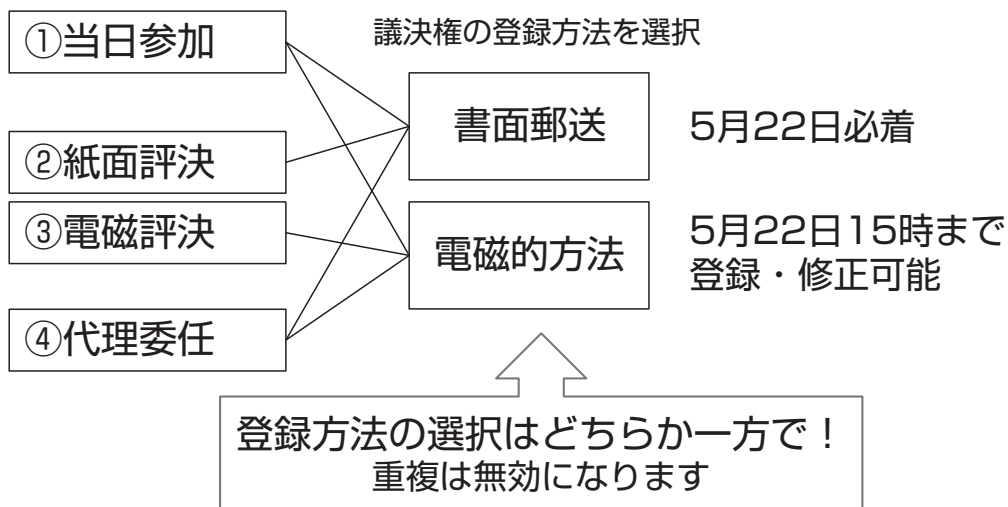 ①当日参加
議決権の登録方法を選択
書面郵送
5月22日必着
②紙面評決
③電磁評決
電磁的方法
5月22日15時まで
登録・修正可能
④代理委任
登録方法の選択はどちらか一方で！
重複は無効になります